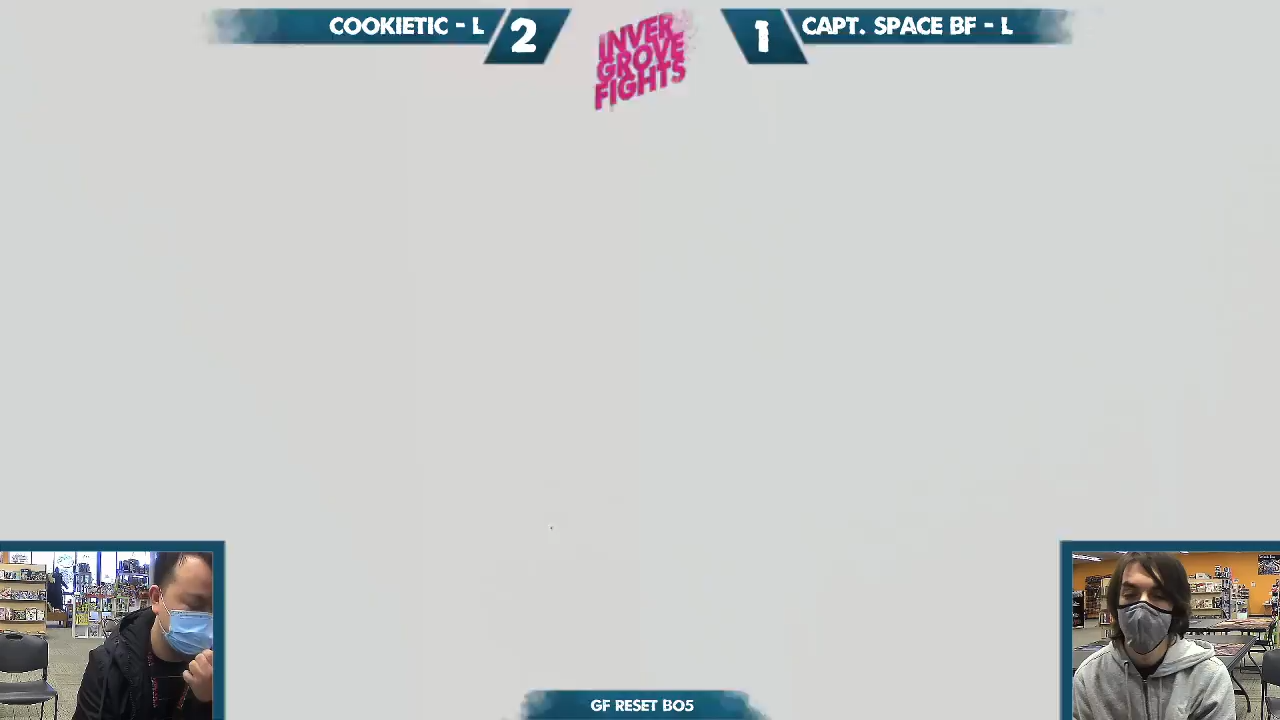 COOKIETIC - L
2
INVER
GROVE
FIGHTS
1
CAPT. SPACE BF - L
GF RESET BO5